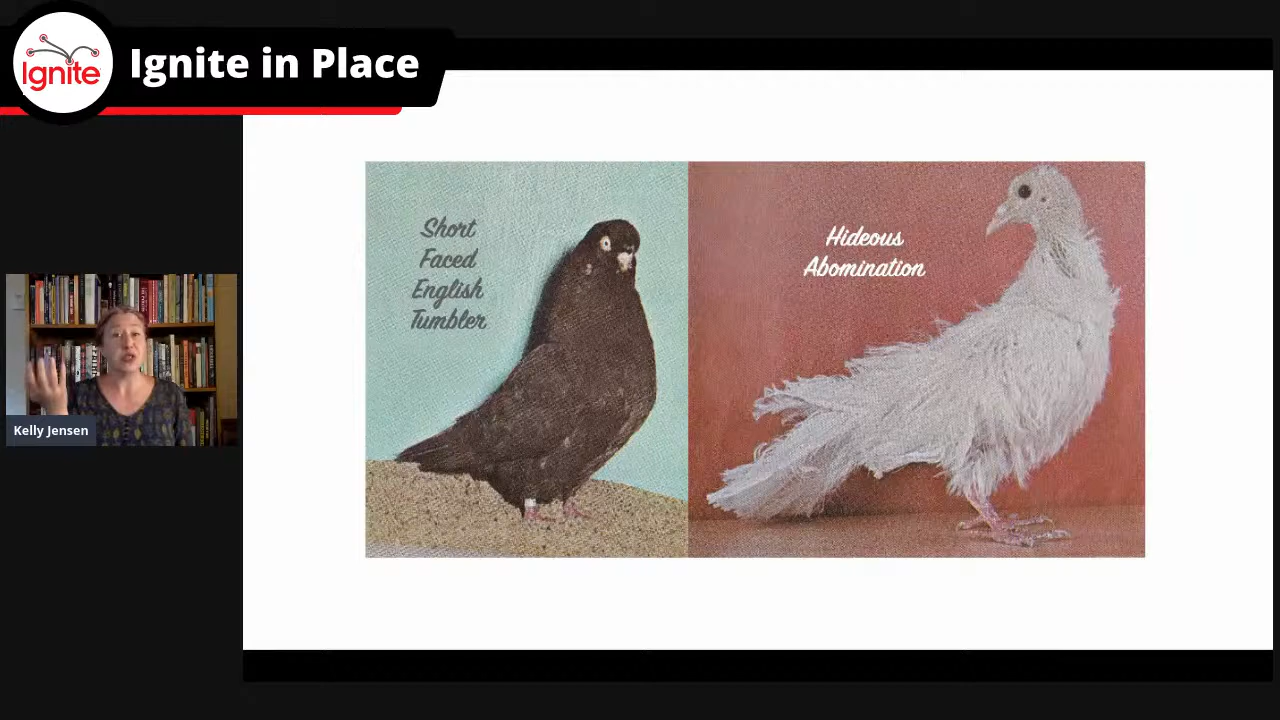 Ignite
Ignite in Place
Short
Faced
English
Tumbler
Hideous
Abomination
Kelly Jensen